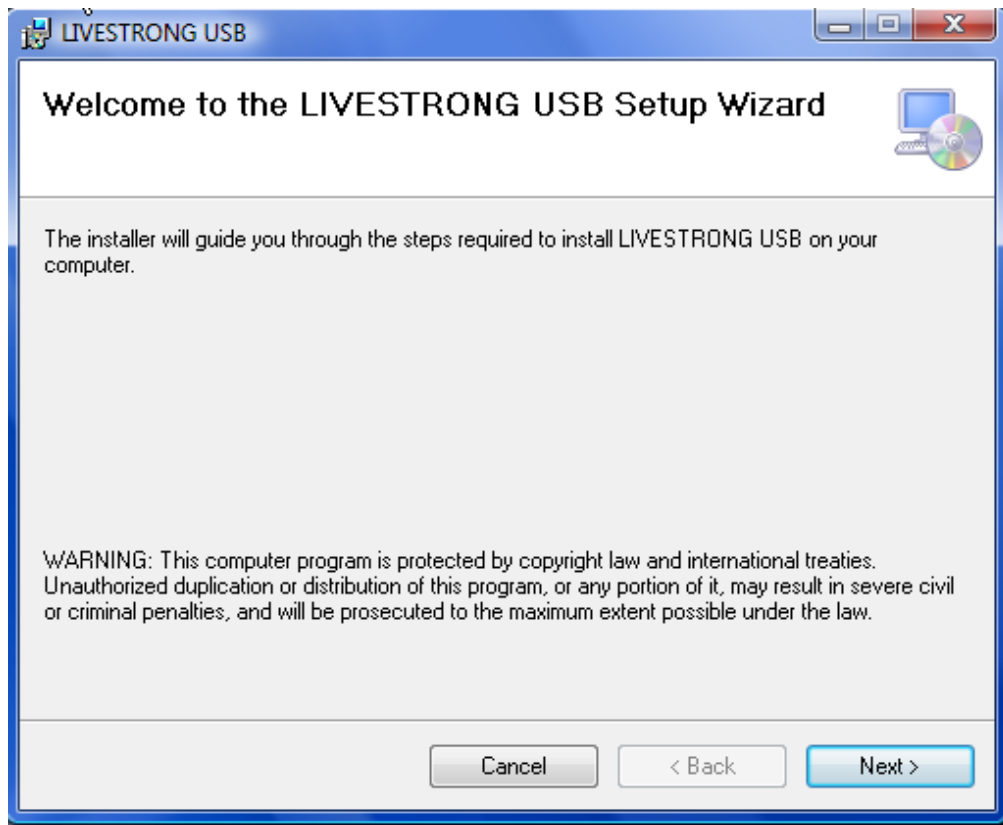 LIVESTRONG USB
Welcome to the LIVESTRONG USB Setup Wizard
The installer will guide you through the steps required to install LIVESTRONG USB on your
computer.
WARNING: This computer program is protected by copyright law and international treaties.
Unauthorized duplication or distribution of this program, or any portion of it, may result in severe civil
or criminal penalties, and will be prosecuted to the maximum extent possible under the law.
Cancel
< Back
Next >